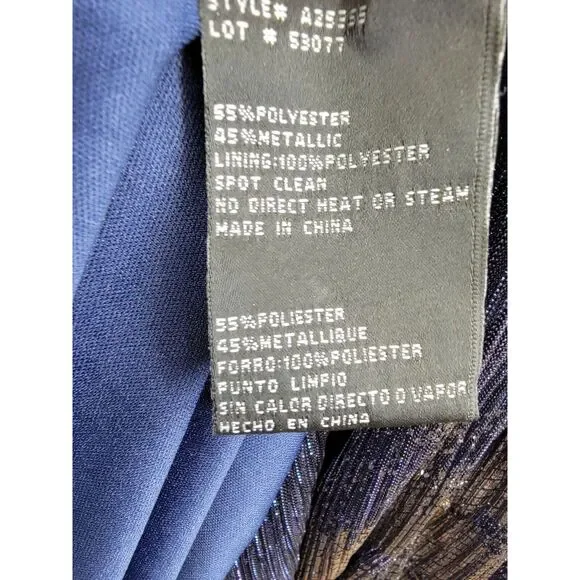 STYLE#
LOT # 53077
55%POLYESTER
45%METALLIC
LINING:100%POLYESTER
SPOT CLEAN
NO DIRECT HEAT OR STEAM
MADE IN CHINA
55%POLIESTER
45%METALLIQUE
FORRO:100%POLIESTER
PUNTO LIMPIO
SIN CALOR DIRECTO O VAPOR
HECHO EN CHINA